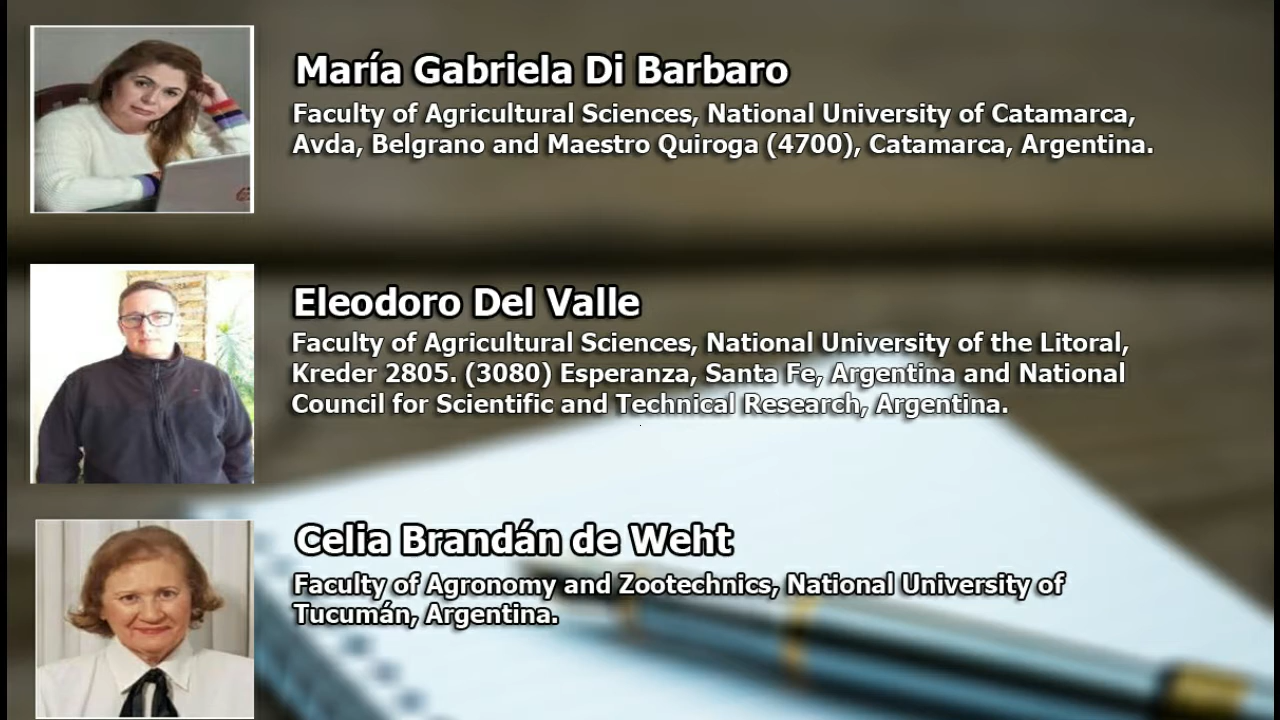 María Gabriela Di Barbaro
Faculty of Agricultural Sciences, National University of Catamarca,
Avda, Belgrano and Maestro Quiroga (4700), Catamarca, Argentina.
Eleodoro Del Valle
Faculty of Agricultural Sciences, National University of the Litoral,
Kreder 2805. (3080) Esperanza, Santa Fe, Argentina and National
Council for Scientific and Technical Research, Argentina.
Celia Brandán de Weht
Faculty of Agronomy and Zootechnics, National University of
Tucumán, Argentina.